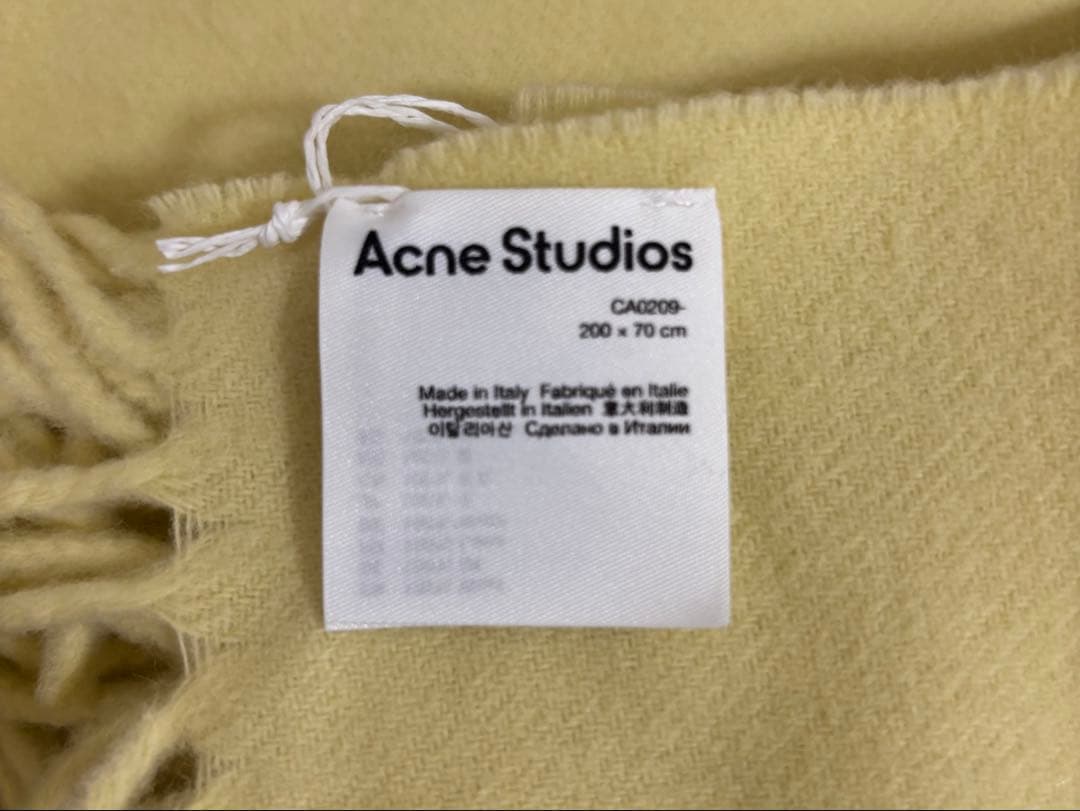 Acne Studios
CA0209-
200 × 70 cm
Made in Italy Fabriqué en Italie
Hergestellt in Italien 意大利制造
이탈리아산 Сделано в Италии